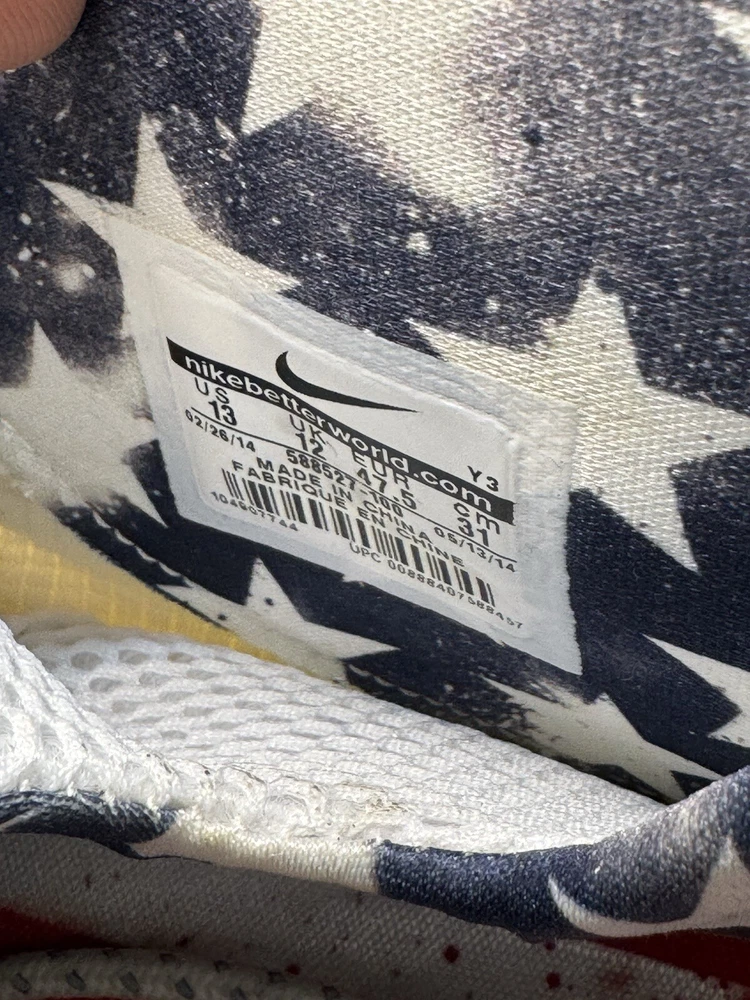 nikebetterworld.com
US UK EUR cm
13 12 47.5 31
Y3
02/26/14 588527-100 05/13/14
MADE IN CHINA
FABRIQUE EN CHINE
104907744
UPC 00888407588457